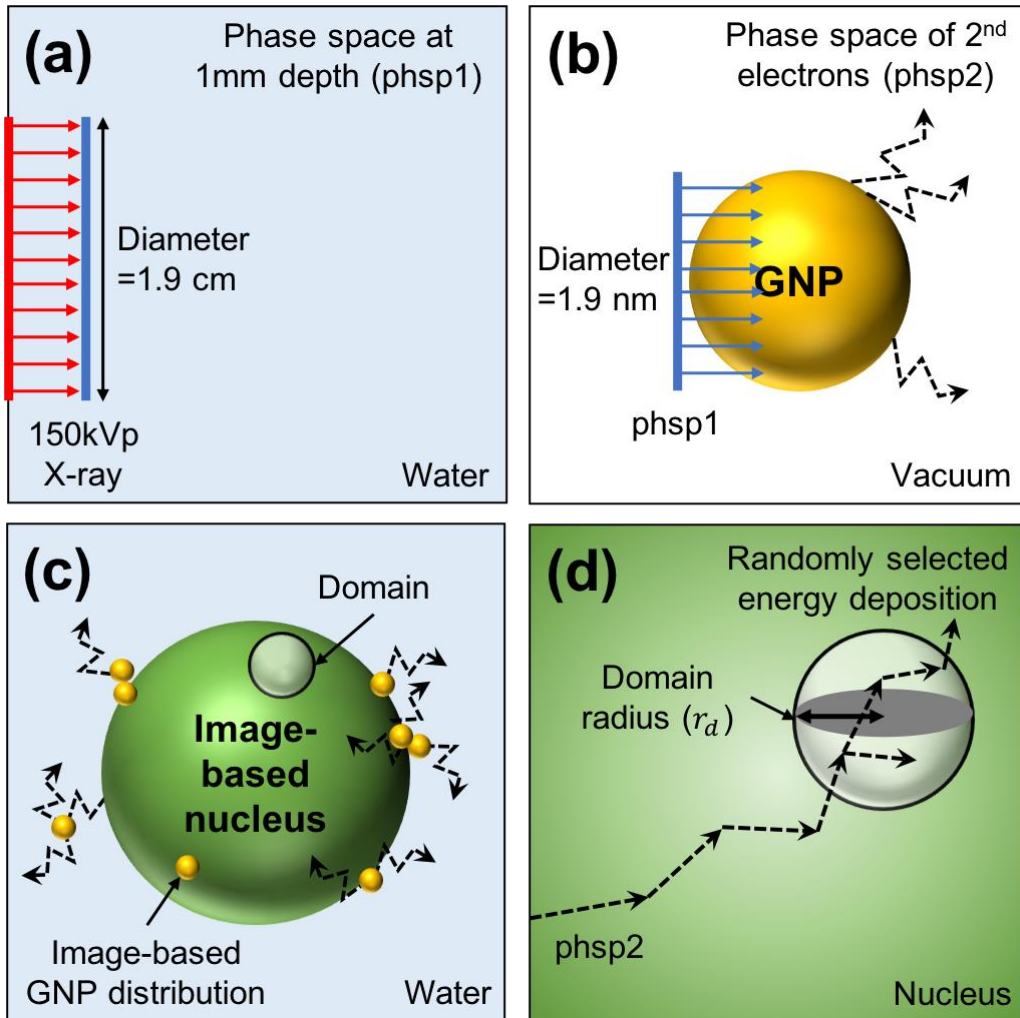 (a)
Phase space at
1mm depth (phsp1)
Diameter
=1.9 cm
150kVp
X-ray
Water
(b)
Phase space of 2nd
electrons (phsp2)
Diameter
=1.9 nm
GNP
phsp1
Vacuum
(c)
Domain
Image-
based
nucleus
Image-based
GNP distribution
Water
(d)
Randomly selected
energy deposition
Domain
radius (r_d)
phsp2
Nucleus